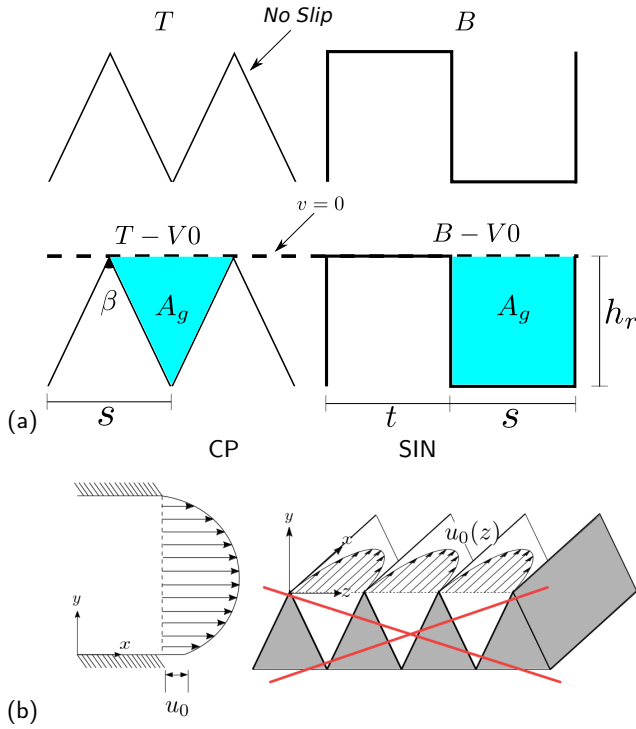 T
No Slip
B
v = 0
T − V0
B − V0
β
A_g
A_g
h_r
s
t
s
(a)
CP
SIN
y
x
u_0
y
x
z
u_0(z)
(b)